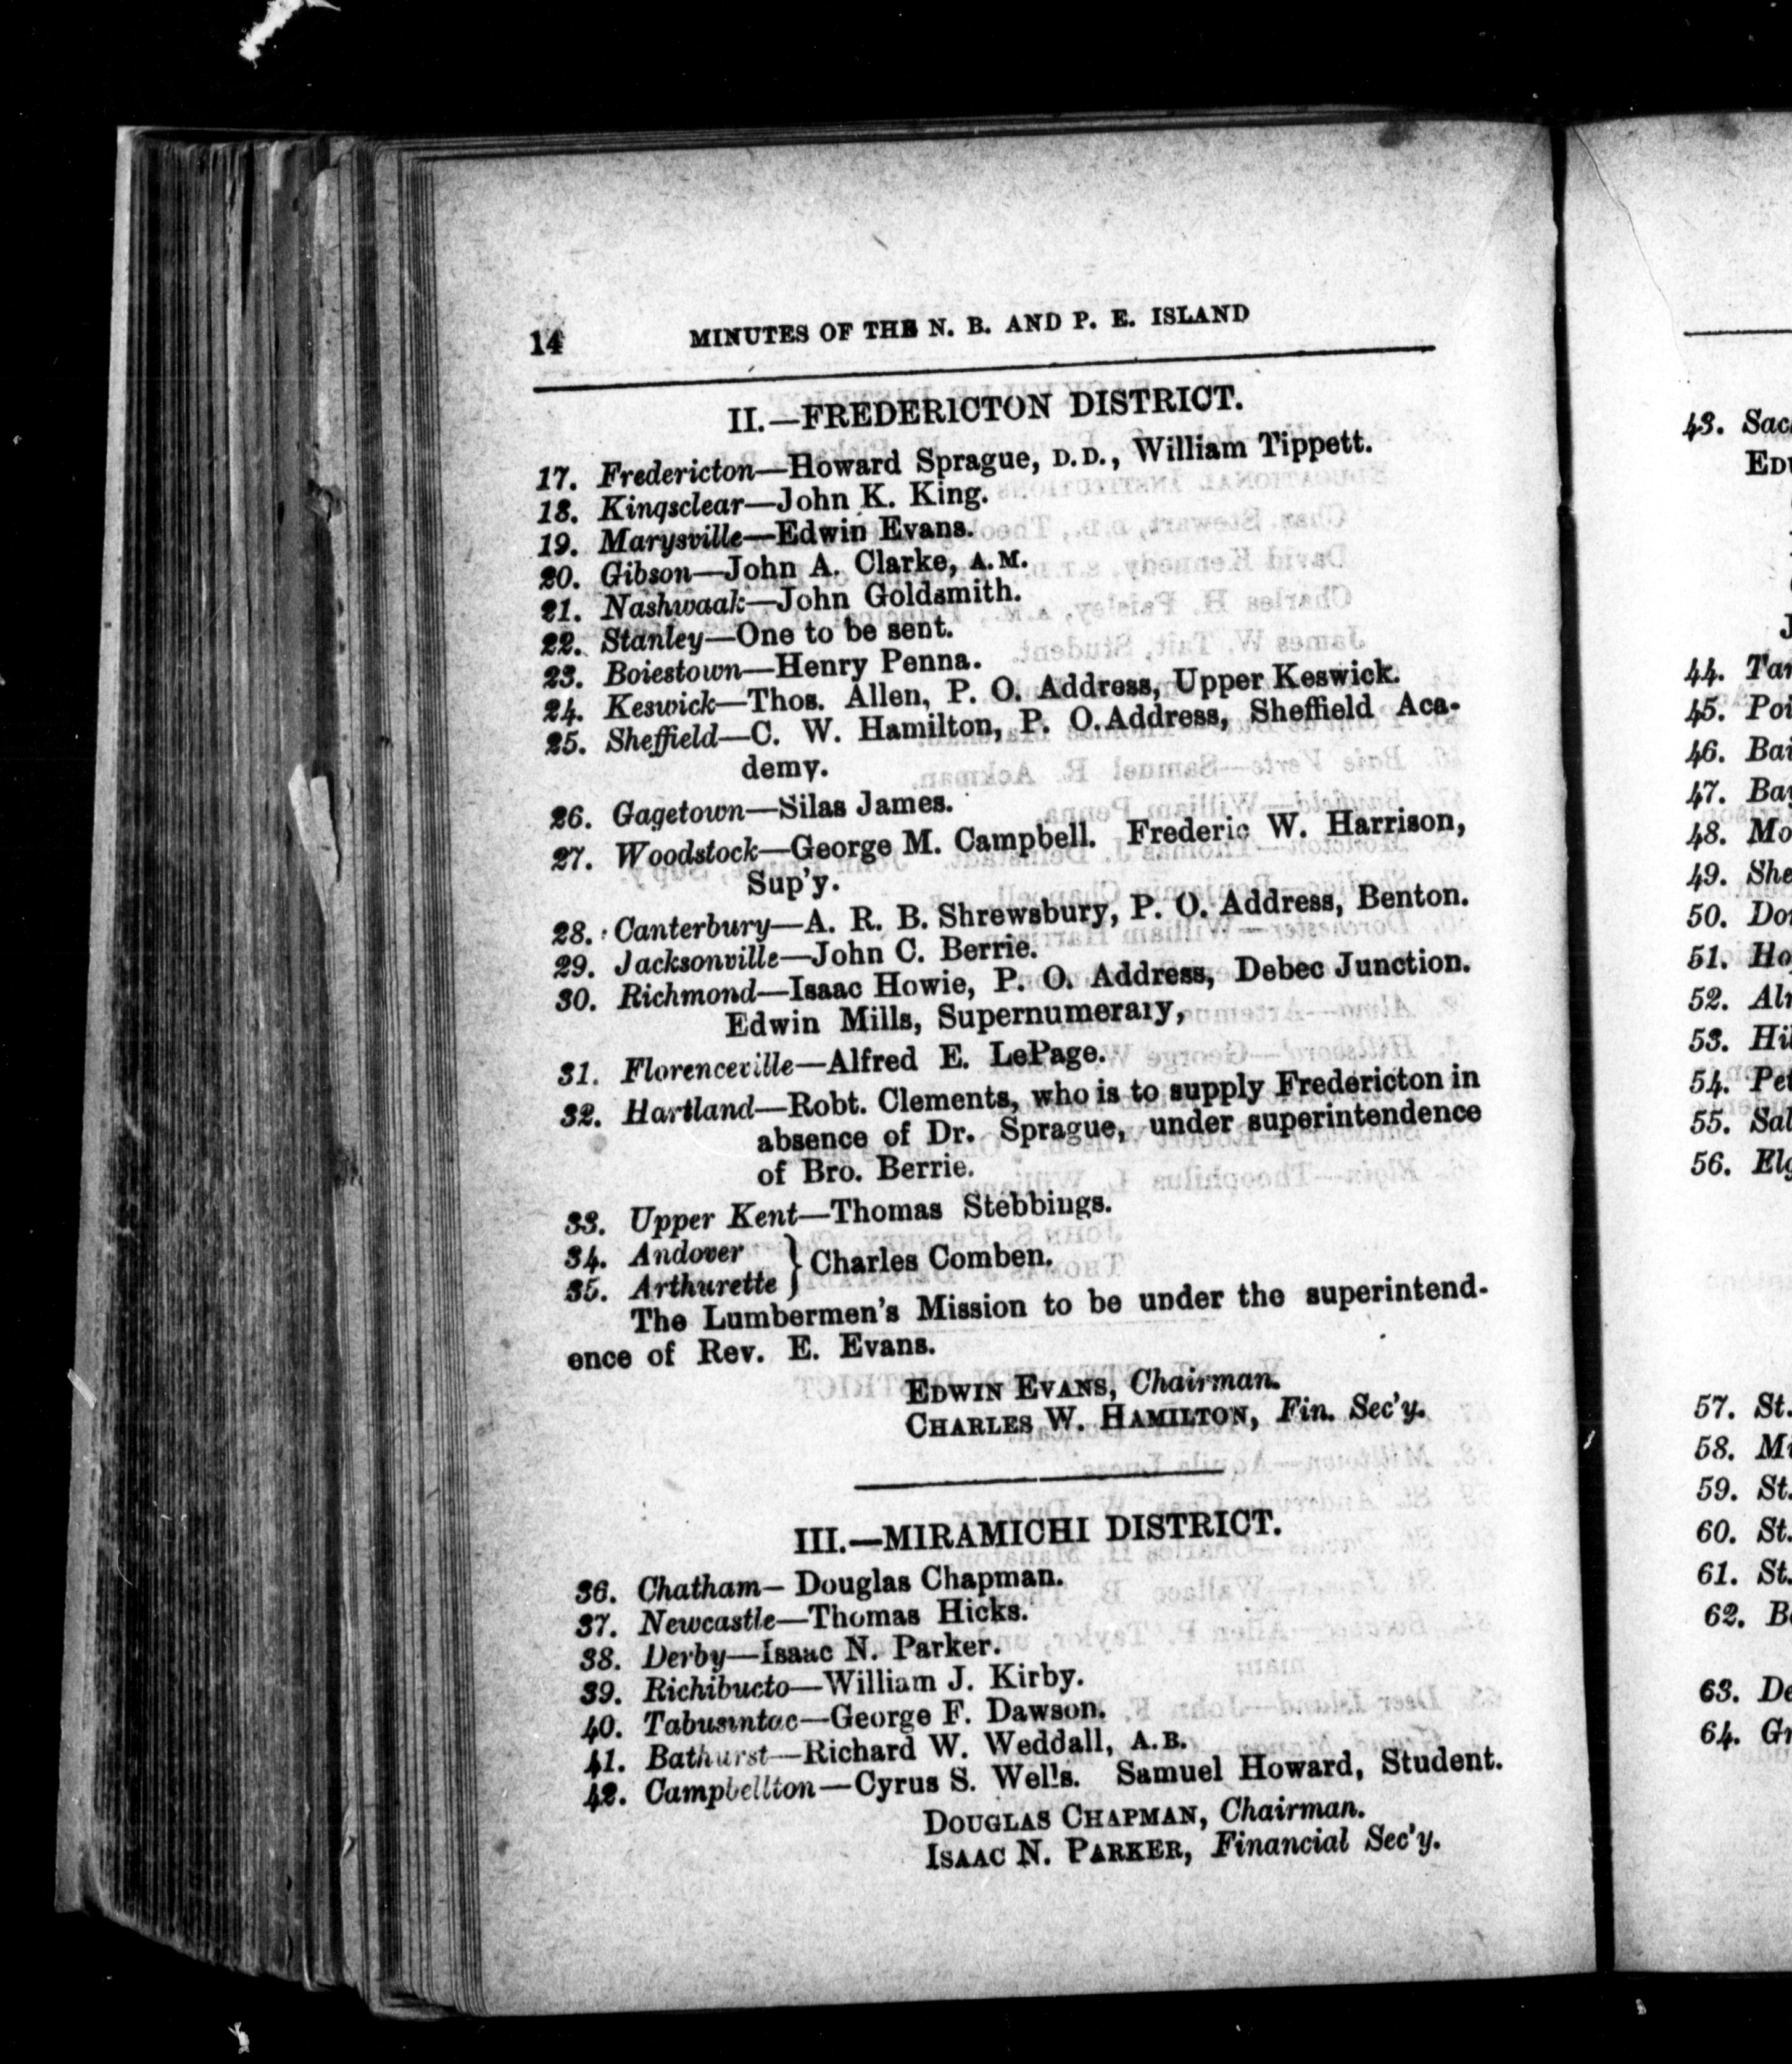 14 MINUTES OF THE N. B. AND P. E. ISLAND
II.—FREDERICTON DISTRICT.
17. Fredericton—Howard Sprague, D.D., William Tippett.
18. Kingsclear—John K. King.
19. Marysville—Edwin Evans.
20. Gibson—John A. Clarke, A.M.
21. Nashwaak—John Goldsmith.
22. Stanley—One to be sent.
23. Boiestown—Henry Penna.
24. Keswick—Thos. Allen, P. O. Address, Upper Keswick.
25. Sheffield—C. W. Hamilton, P. O. Address, Sheffield Aca-
demy.
26. Gagetown—Silas James.
27. Woodstock—George M. Campbell. Frederic W. Harrison,
Sup'y.
28. Canterbury—A. R. B. Shrewsbury, P. O. Address, Benton.
29. Jacksonville—John C. Berrie.
30. Richmond—Isaac Howie, P. O. Address, Debec Junction.
Edwin Mills, Supernumerary,
31. Florenceville—Alfred E. LePage.
32. Hartland—Robt. Clements, who is to supply Fredericton in
absence of Dr. Sprague, under superintendence
of Bro. Berrie.
33. Upper Kent—Thomas Stebbings.
34. Andover } Charles Comben.
35. Arthurette
The Lumbermen's Mission to be under the superintend-
ence of Rev. E. Evans.
EDWIN EVANS, Chairman.
CHARLES W. HAMILTON, Fin. Sec'y.
III.—MIRAMICHI DISTRICT.
36. Chatham—Douglas Chapman.
37. Newcastle—Thomas Hicks.
38. Derby—Isaac N. Parker.
39. Richibucto—William J. Kirby.
40. Tabusintac—George F. Dawson.
41. Bathurst—Richard W. Weddall, A.B.
42. Campbellton—Cyrus S. Wells. Samuel Howard, Student.
DOUGLAS CHAPMAN, Chairman.
ISAAC N. PARKER, Financial Sec'y.
43.
44.
45.
46.
47.
48.
49.
50.
51.
52.
53.
54.
55.
56.
57. St.
58.
59. St.
60. St.
61. St.
62.
63.
64.